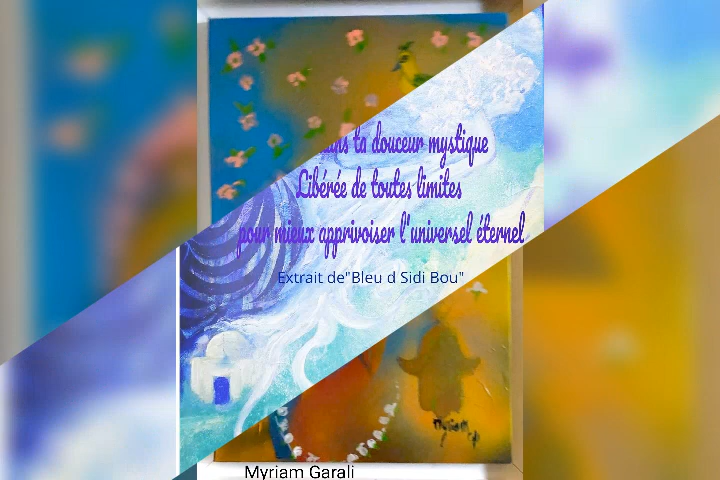 ta douceur mystique
Libérée de toutes limites
pour mieux apprivoiser l'universel éternel
Extrait de"Bleu d Sidi Bou"
Myriam Garali